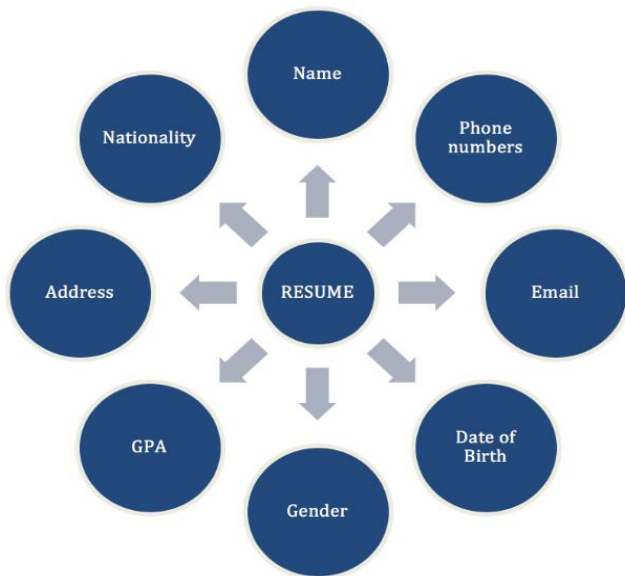 Name
Phone
numbers
Nationality
Address
RESUME
Email
GPA
Date of
Birth
Gender